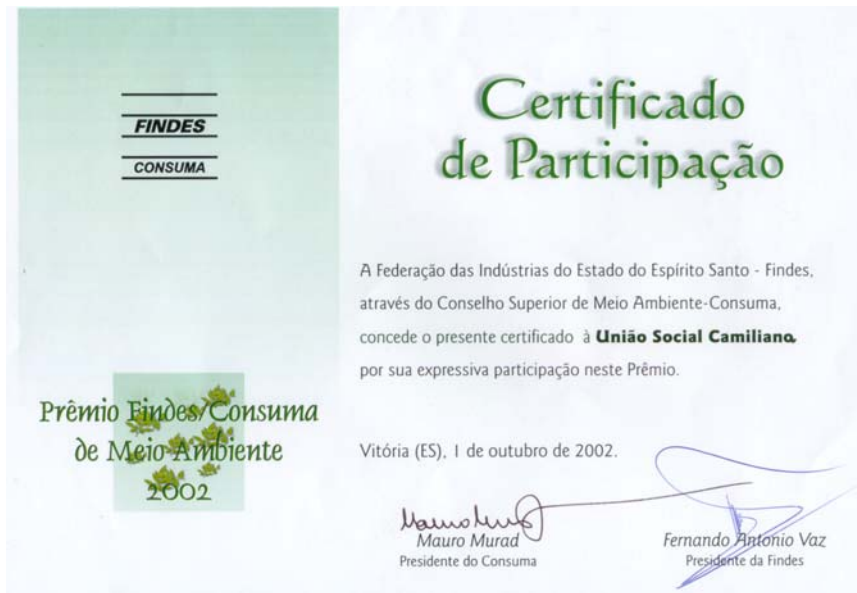 FINDES
CONSUMA
Prêmio Findes/Consuma
de Meio Ambiente
2002
Certificado
de Participação
A Federação das Indústrias do Estado do Espírito Santo - Findes,
através do Conselho Superior de Meio Ambiente-Consuma,
concede o presente certificado à União Social Camiliana
por sua expressiva participação neste Prêmio.
Vitória (ES), 1 de outubro de 2002.
Mauro Murad
Presidente do Consuma
Fernando Antonio Vaz
Presidente da Findes